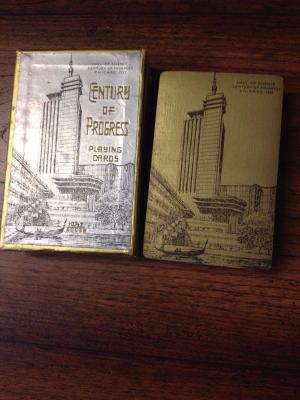 HALL OF SCIENCE
CENTURY OF PROGRESS
CHICAGO, 1933
CENTURY
OF
PROGRESS
PLAYING
CARDS
HALL OF SCIENCE
CENTURY OF PROGRESS
CHICAGO, 1933